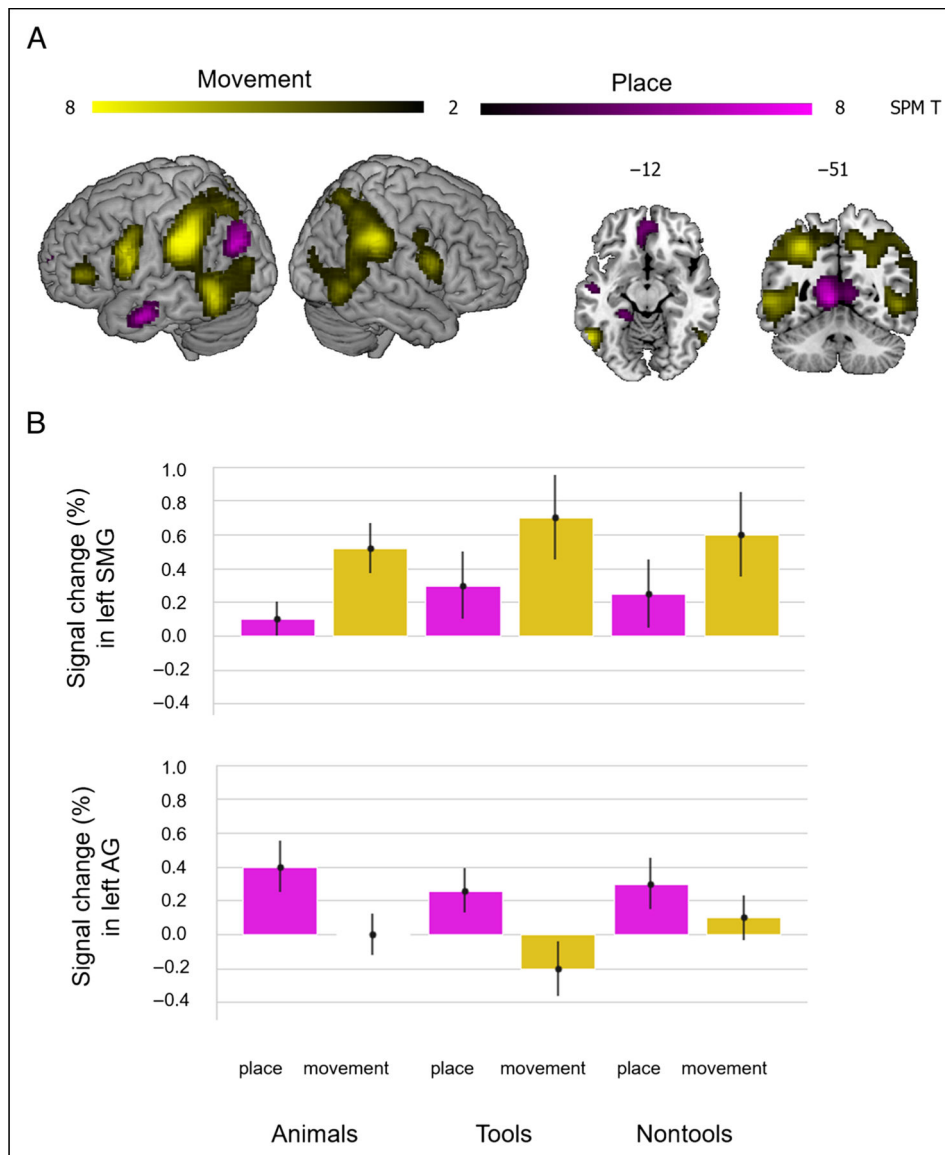 A
Movement Place
8 2 8 SPM T
−12 −51
B
Signal change (%)
in left SMG
1.0
0.8
0.6
0.4
0.2
0.0
−0.2
−0.4
Signal change (%)
in left AG
1.0
0.8
0.6
0.4
0.2
0.0
−0.2
−0.4
place movement place movement place movement
Animals Tools Nontools